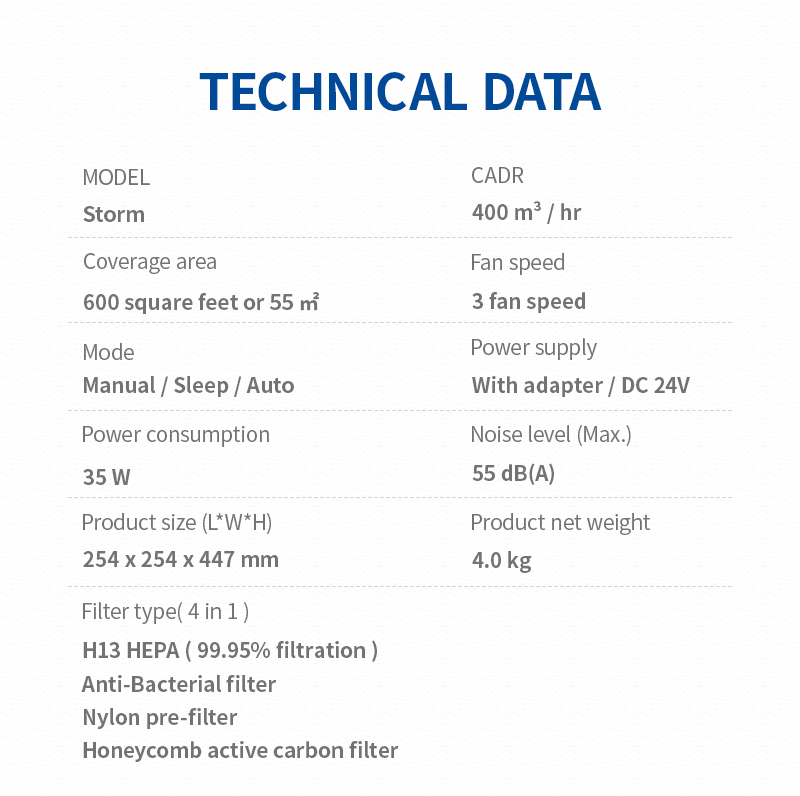 TECHNICAL DATA
MODEL
Storm
CADR
400 m³ / hr
Coverage area
600 square feet or 55 ㎡
Fan speed
3 fan speed
Mode
Manual / Sleep / Auto
Power supply
With adapter / DC 24V
Power consumption
35 W
Noise level (Max.)
55 dB(A)
Product size (L*W*H)
254 x 254 x 447 mm
Product net weight
4.0 kg
Filter type( 4 in 1 )
H13 HEPA ( 99.95% filtration )
Anti-Bacterial filter
Nylon pre-filter
Honeycomb active carbon filter